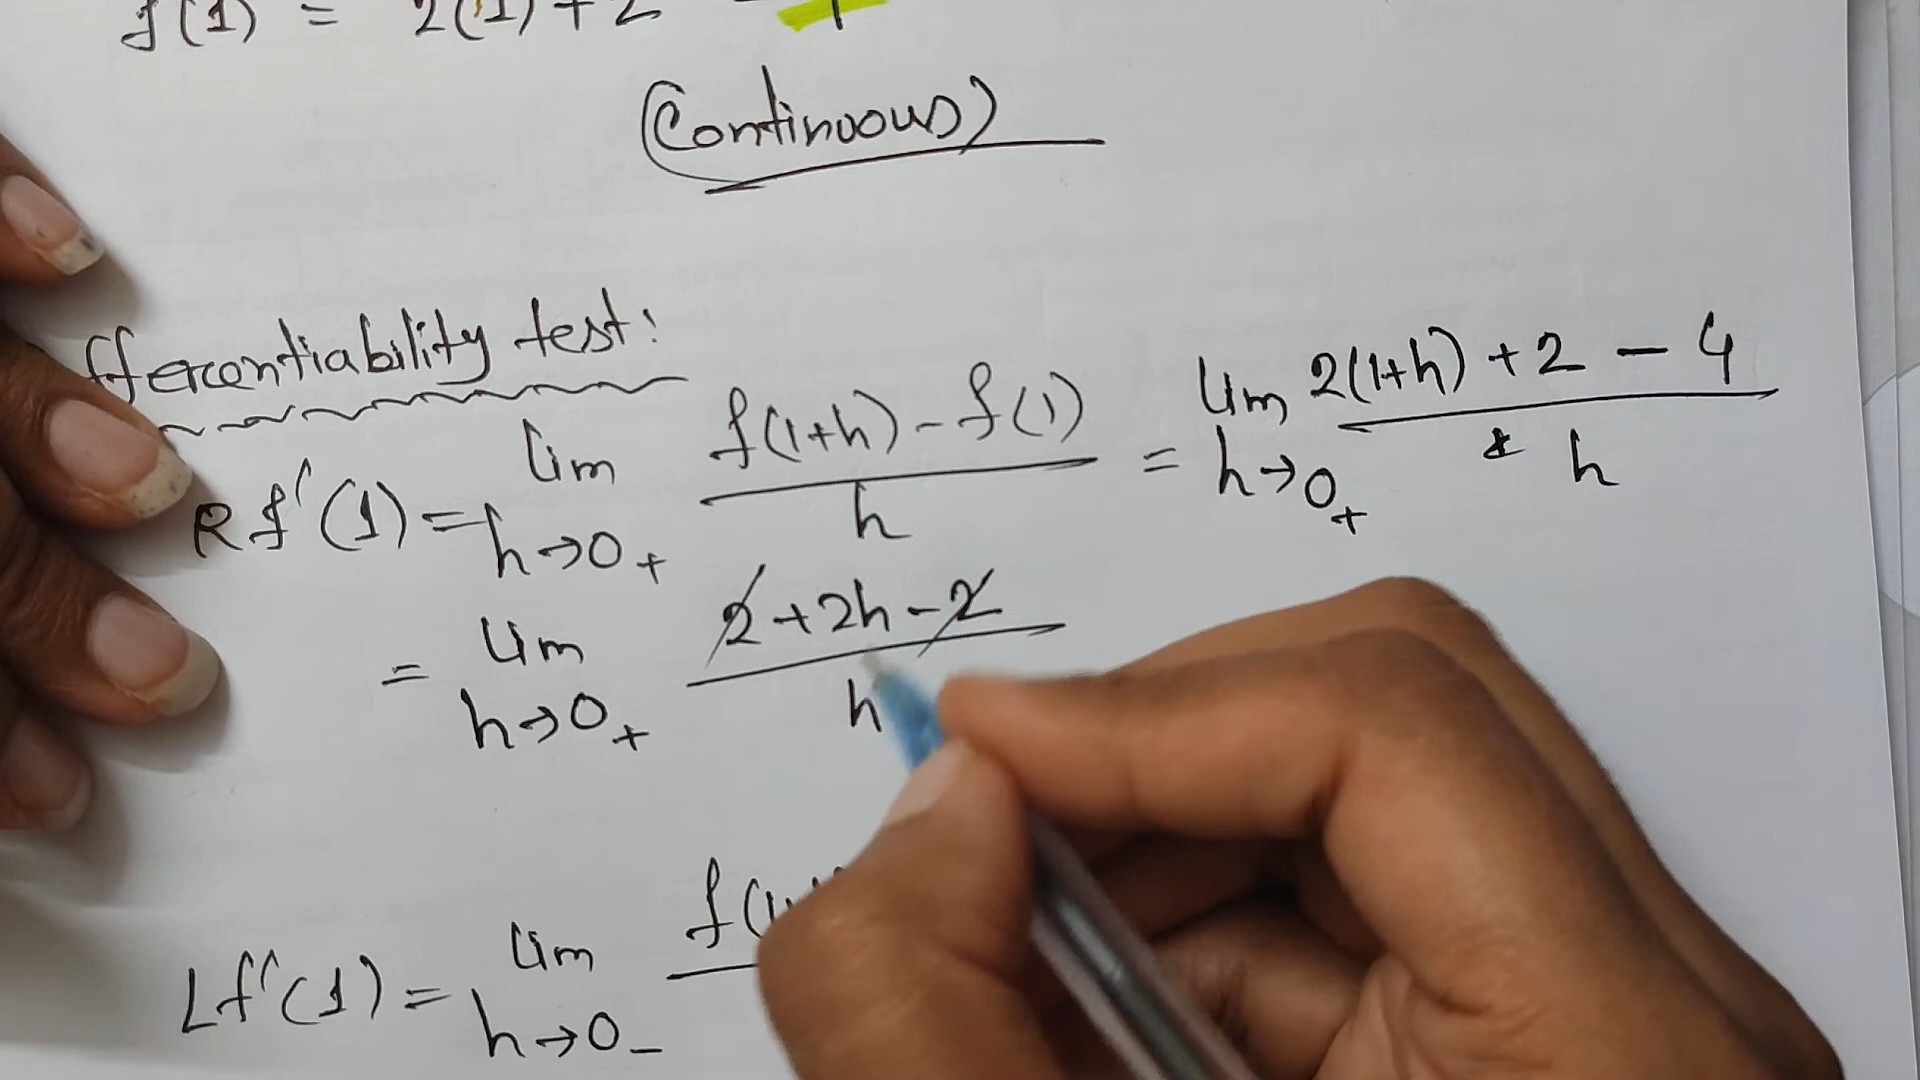 f(1) = 2(1)+2
(Continuous)
fferentiability test:
Rf'(1) = lim h→0+ f(1+h)-f(1) / h = lim h→0+ 2(1+h)+2-4 / h
= lim h→0+ 2+2h-2 / h
Lf'(1) = lim h→0- f(1